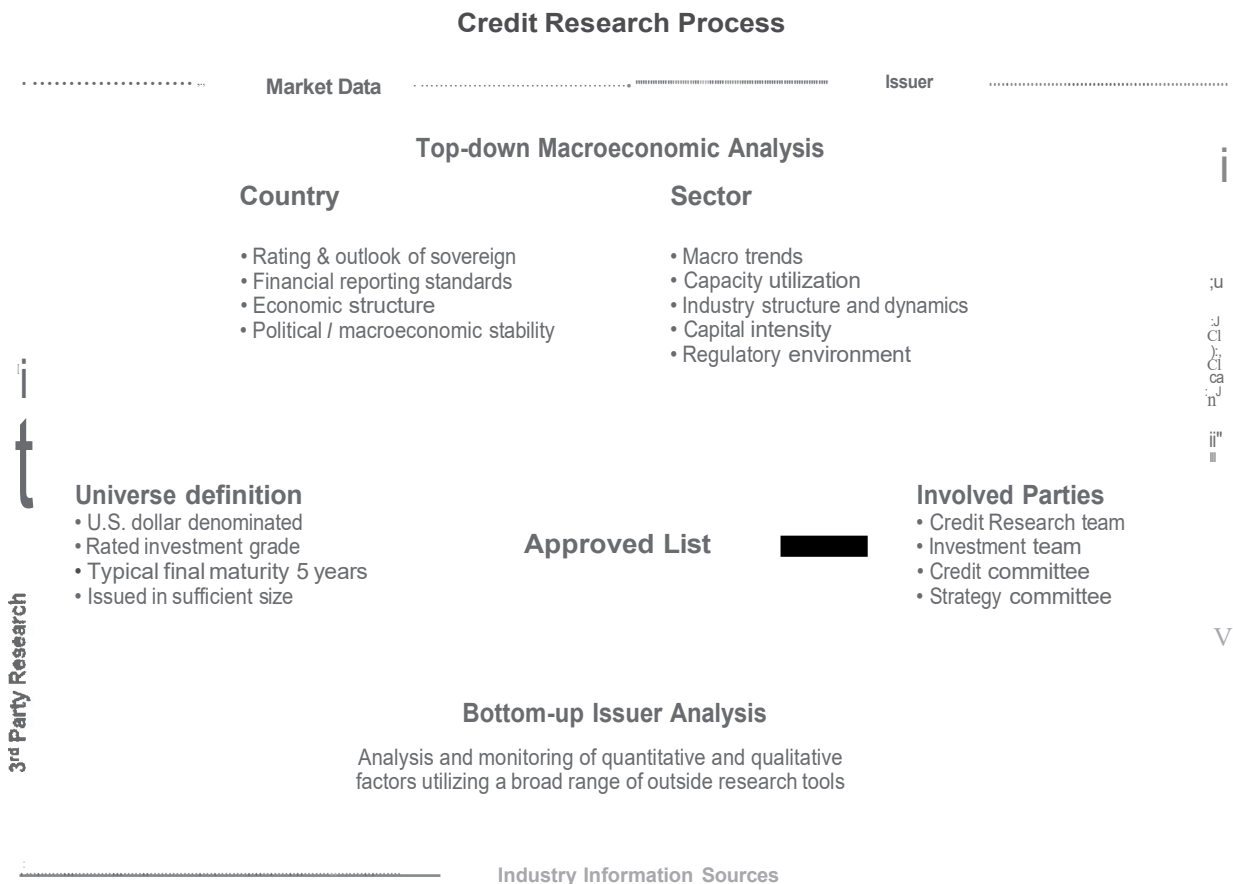 Credit Research Process
Market Data
Issuer
Top-down Macroeconomic Analysis
Country
• Rating & outlook of sovereign
• Financial reporting standards
• Economic structure
• Political / macroeconomic stability
Sector
• Macro trends
• Capacity utilization
• Industry structure and dynamics
• Capital intensity
• Regulatory environment
Universe definition
• U.S. dollar denominated
• Rated investment grade
• Typical final maturity 5 years
• Issued in sufficient size
Approved List
Involved Parties
• Credit Research team
• Investment team
• Credit committee
• Strategy committee
3rd Party Research
Bottom-up Issuer Analysis
Analysis and monitoring of quantitative and qualitative
factors utilizing a broad range of outside research tools
Industry Information Sources